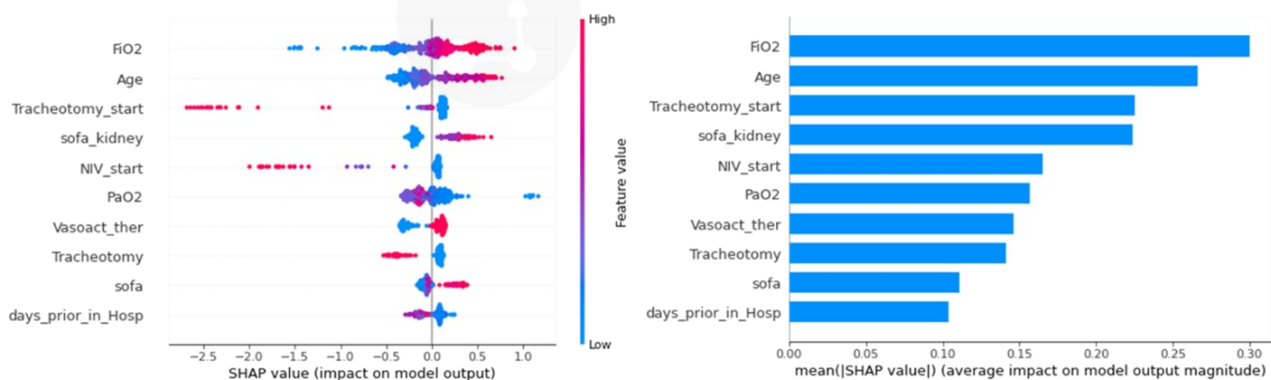 High
FiO2
Age
Tracheotomy_start
sofa_kidney
NIV_start
PaO2
Vasoact_ther
Tracheotomy
sofa
days_prior_in_Hosp
Low
Feature value
−2.5 −2.0 −1.5 −1.0 −0.5 0.0 0.5 1.0
SHAP value (impact on model output)
FiO2
Age
Tracheotomy_start
sofa_kidney
NIV_start
PaO2
Vasoact_ther
Tracheotomy
sofa
days_prior_in_Hosp
0.00 0.05 0.10 0.15 0.20 0.25 0.30
mean(|SHAP value|) (average impact on model output magnitude)